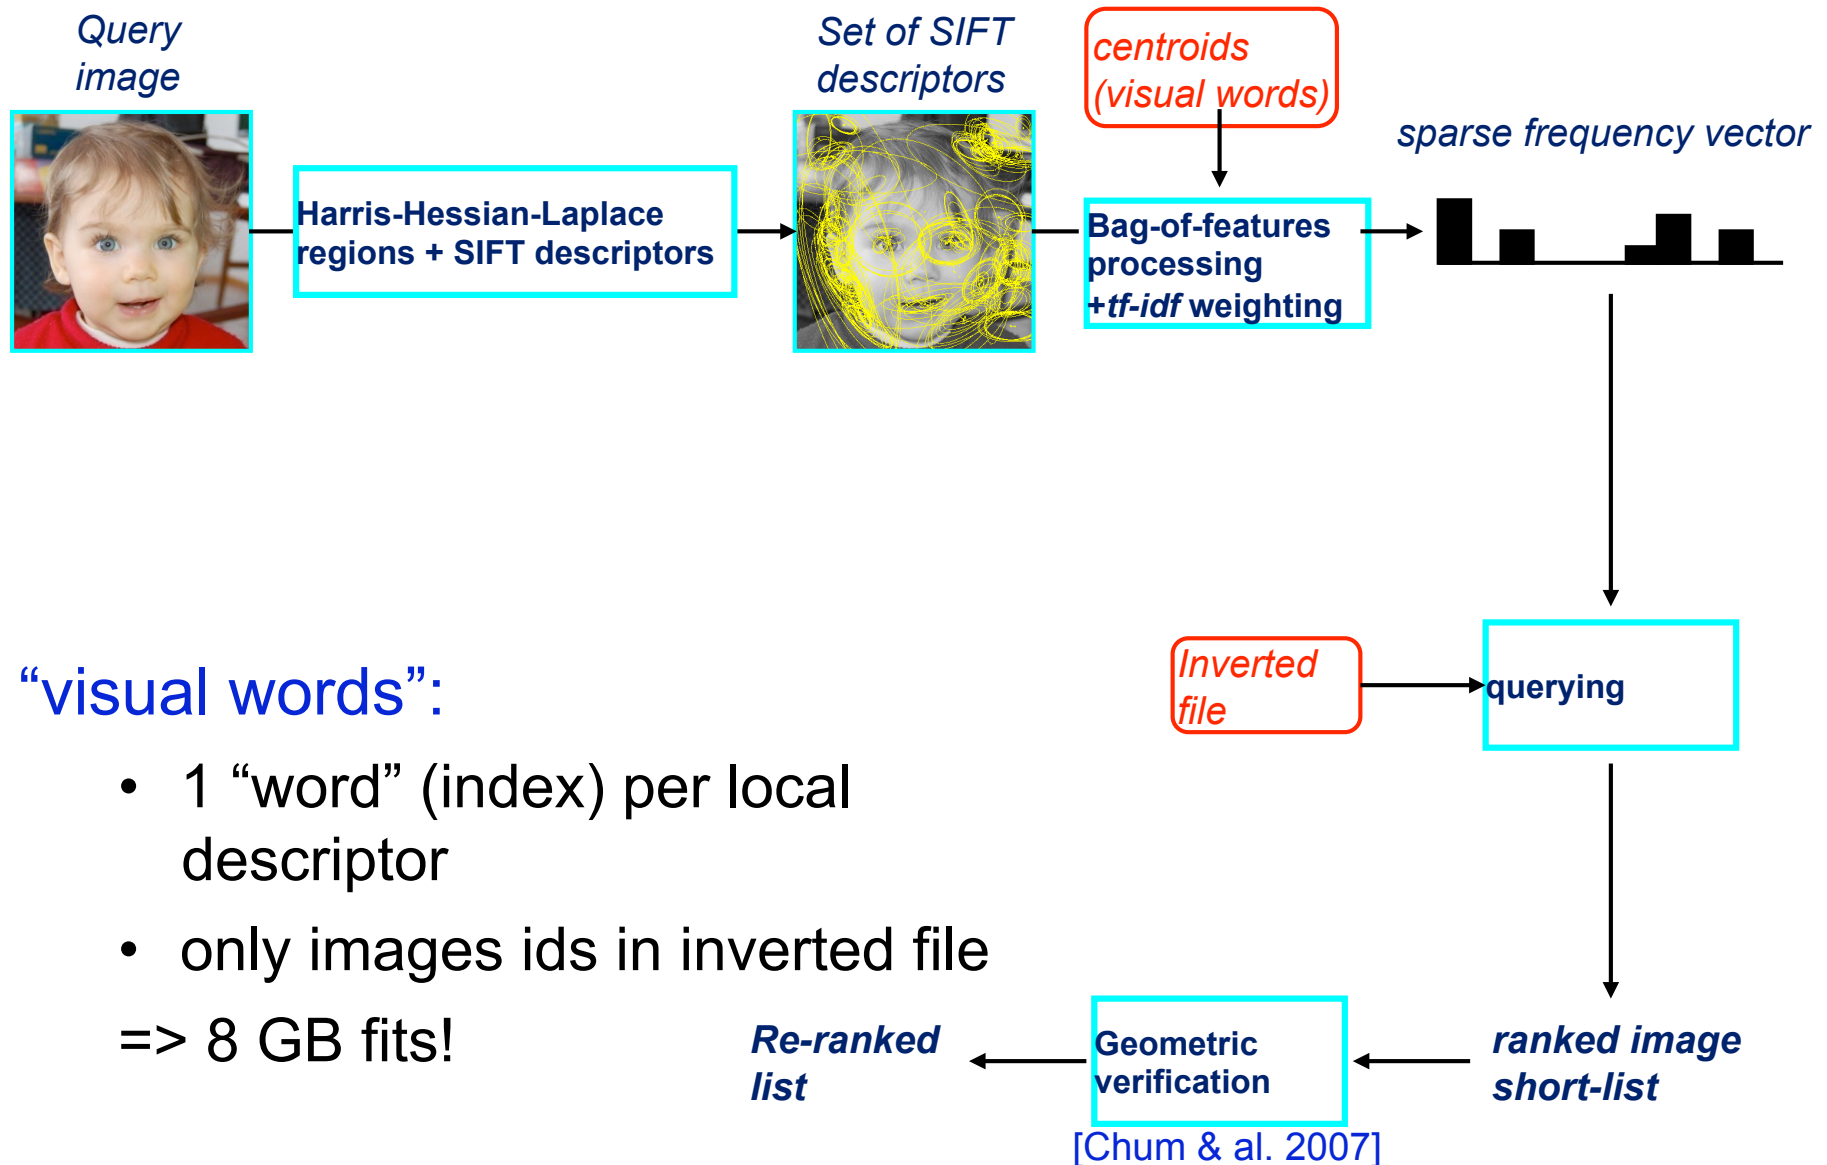 Query
image
Set of SIFT
descriptors
centroids
(visual words)
sparse frequency vector
Harris-Hessian-Laplace
regions + SIFT descriptors
Bag-of-features
processing
+tf-idf weighting
Inverted
file
querying
“visual words”:
• 1 “word” (index) per local
descriptor
• only images ids in inverted file
=> 8 GB fits!
Re-ranked
list
Geometric
verification
ranked image
short-list
[Chum & al. 2007]